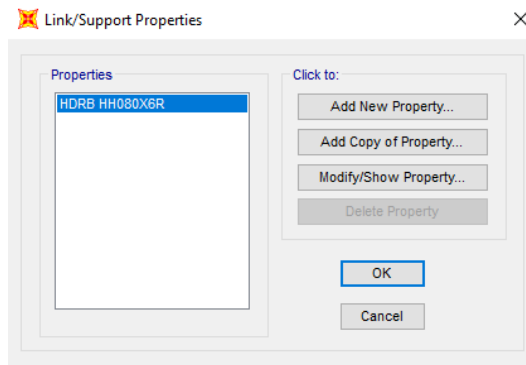 Link/Support Properties
Properties
HDRB HH080X6R
Click to:
Add New Property...
Add Copy of Property...
Modify/Show Property...
Delete Property
OK
Cancel